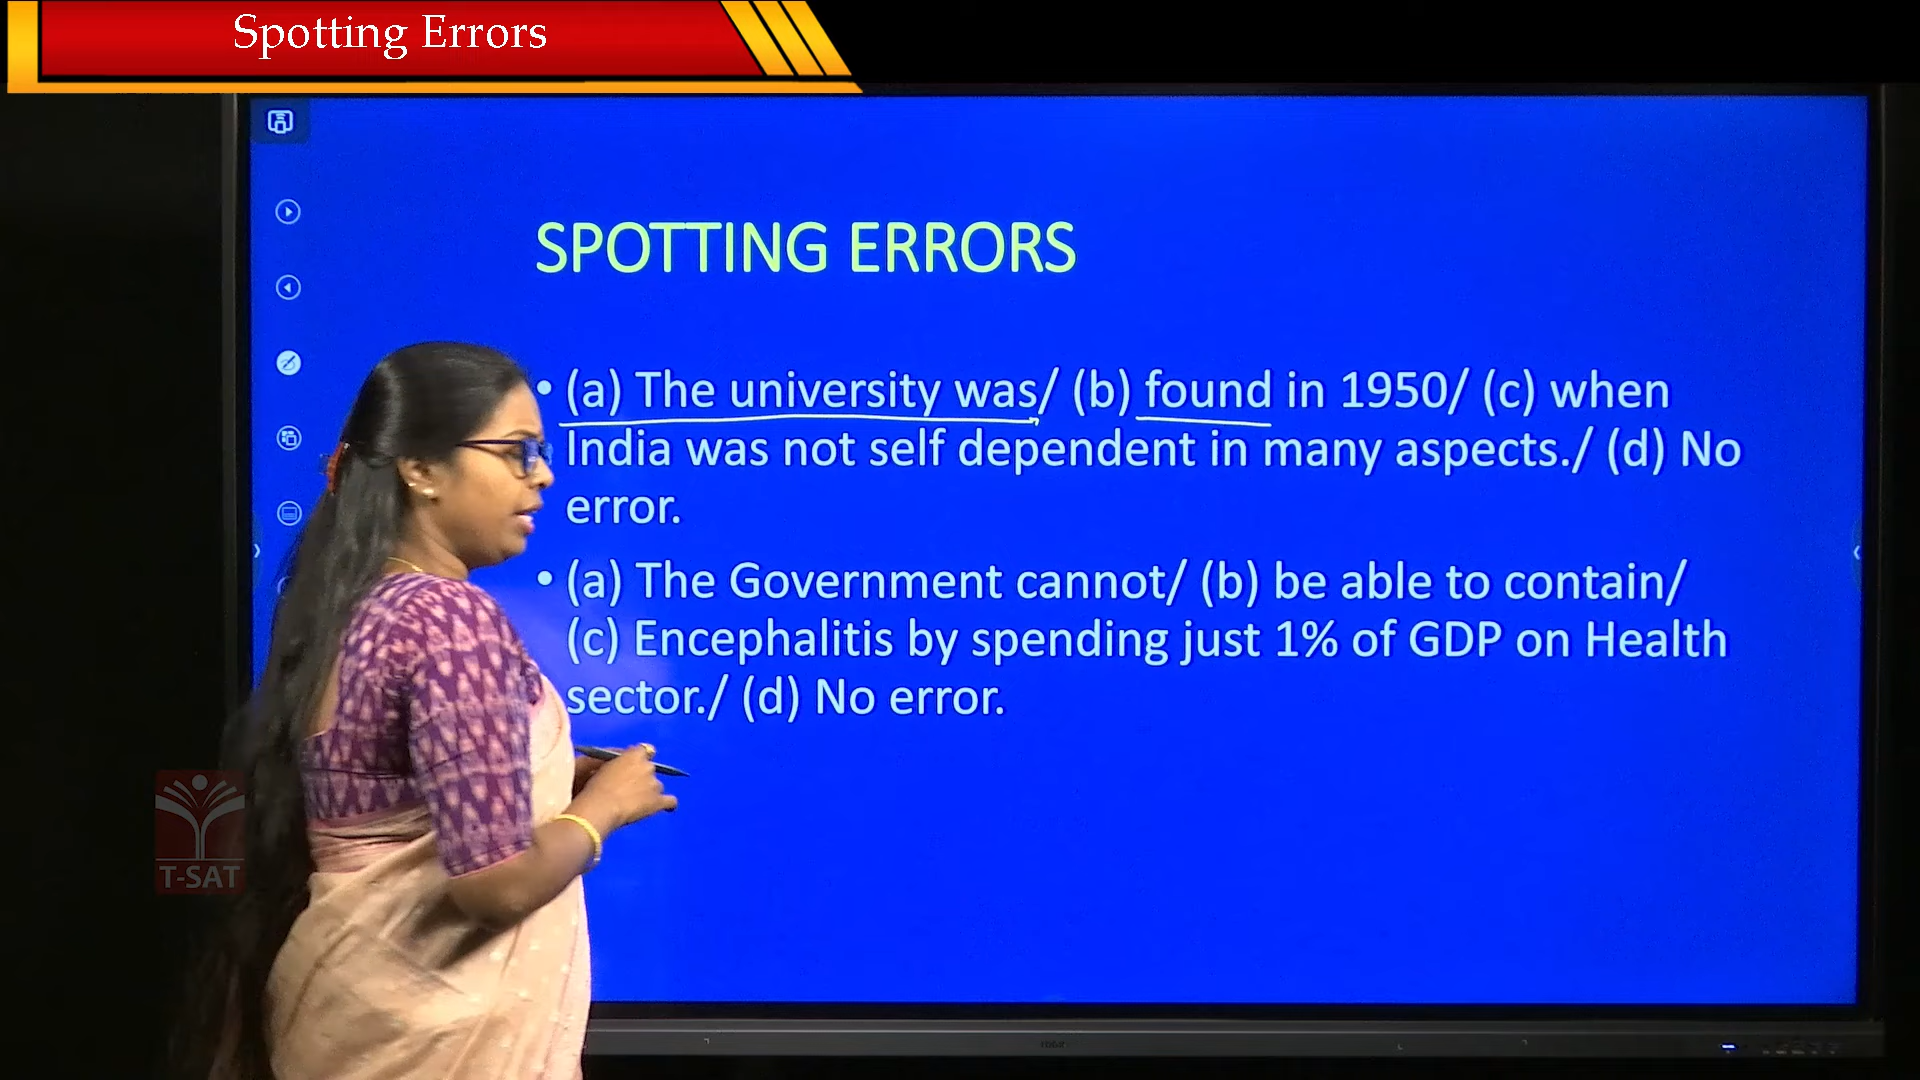 Spotting Errors
SPOTTING ERRORS
• (a) The university was/ (b) found in 1950/ (c) when
India was not self dependent in many aspects./ (d) No
error.
• (a) The Government cannot/ (b) be able to contain/
(c) Encephalitis by spending just 1% of GDP on Health
sector./ (d) No error.
T-SAT